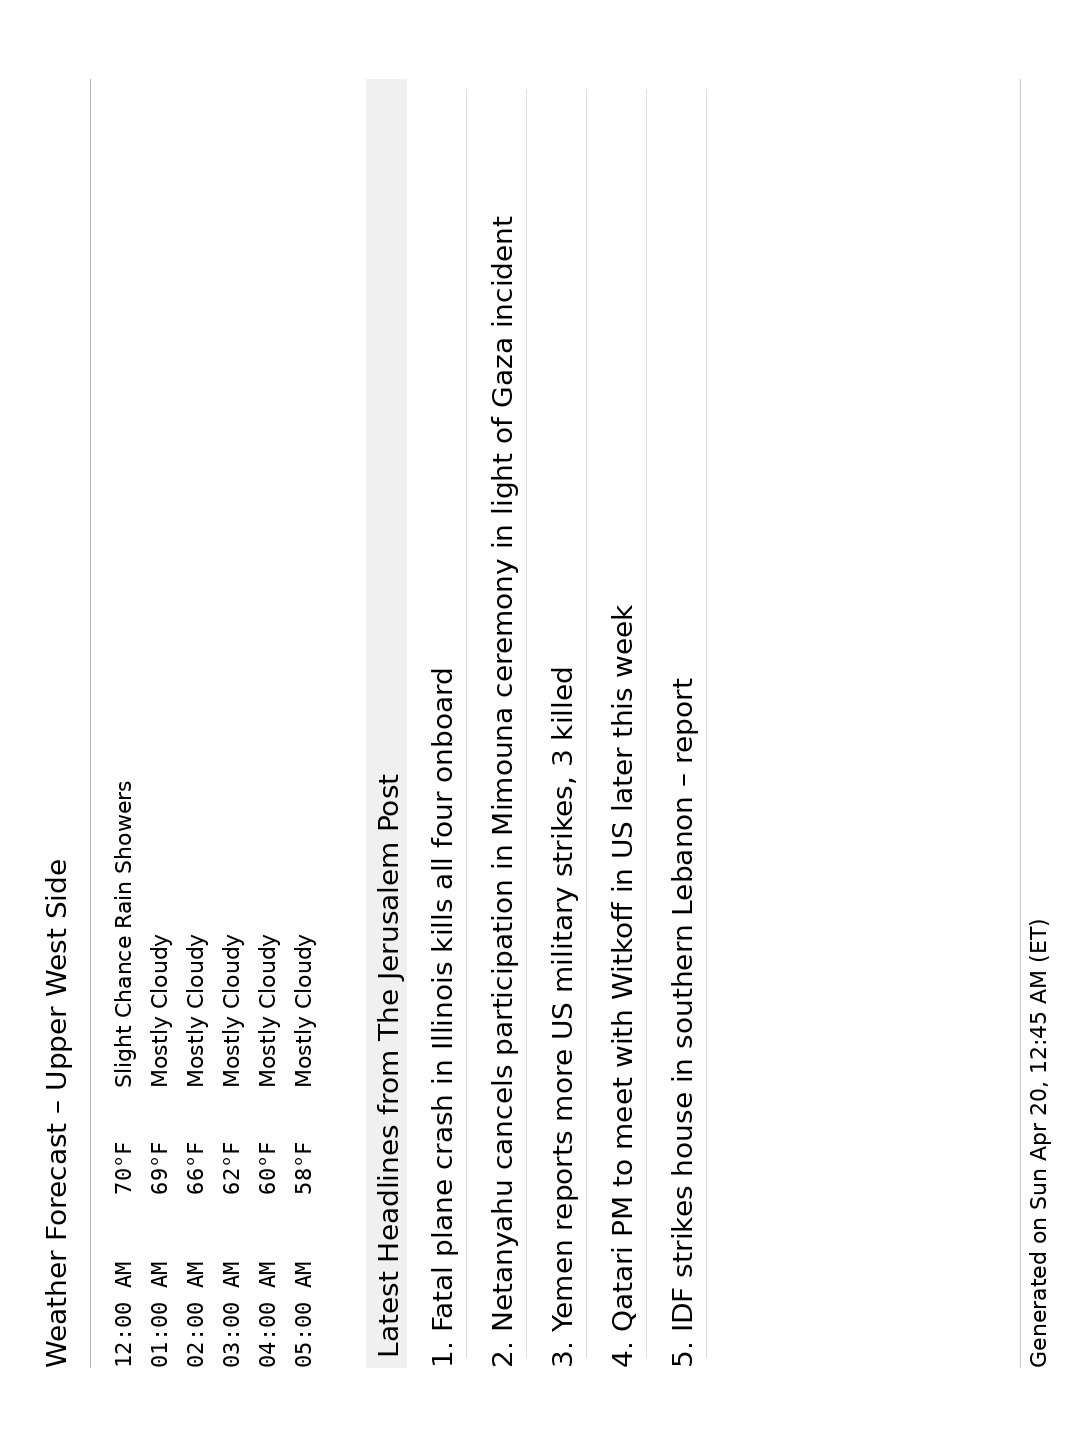 Weather Forecast – Upper West Side
12:00 AM 70°F Slight Chance Rain Showers
01:00 AM 69°F Mostly Cloudy
02:00 AM 66°F Mostly Cloudy
03:00 AM 62°F Mostly Cloudy
04:00 AM 60°F Mostly Cloudy
05:00 AM 58°F Mostly Cloudy
Latest Headlines from The Jerusalem Post
1. Fatal plane crash in Illinois kills all four onboard
2. Netanyahu cancels participation in Mimouna ceremony in light of Gaza incident
3. Yemen reports more US military strikes, 3 killed
4. Qatari PM to meet with Witkoff in US later this week
5. IDF strikes house in southern Lebanon – report
Generated on Sun Apr 20, 12:45 AM (ET)